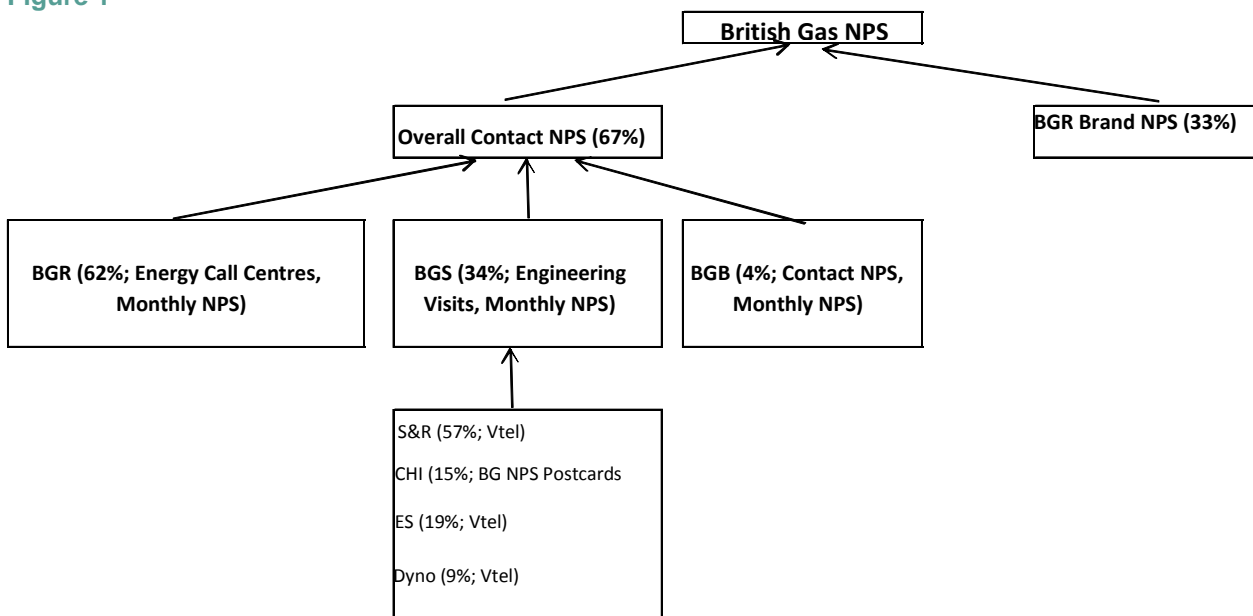 British Gas NPS
Overall Contact NPS (67%)
BGR Brand NPS (33%)
BGR (62%; Energy Call Centres,
Monthly NPS)
BGS (34%; Engineering
Visits, Monthly NPS)
BGB (4%; Contact NPS,
Monthly NPS)
S&R (57%; Vtel)
CHI (15%; BG NPS Postcards
ES (19%; Vtel)
Dyno (9%; Vtel)